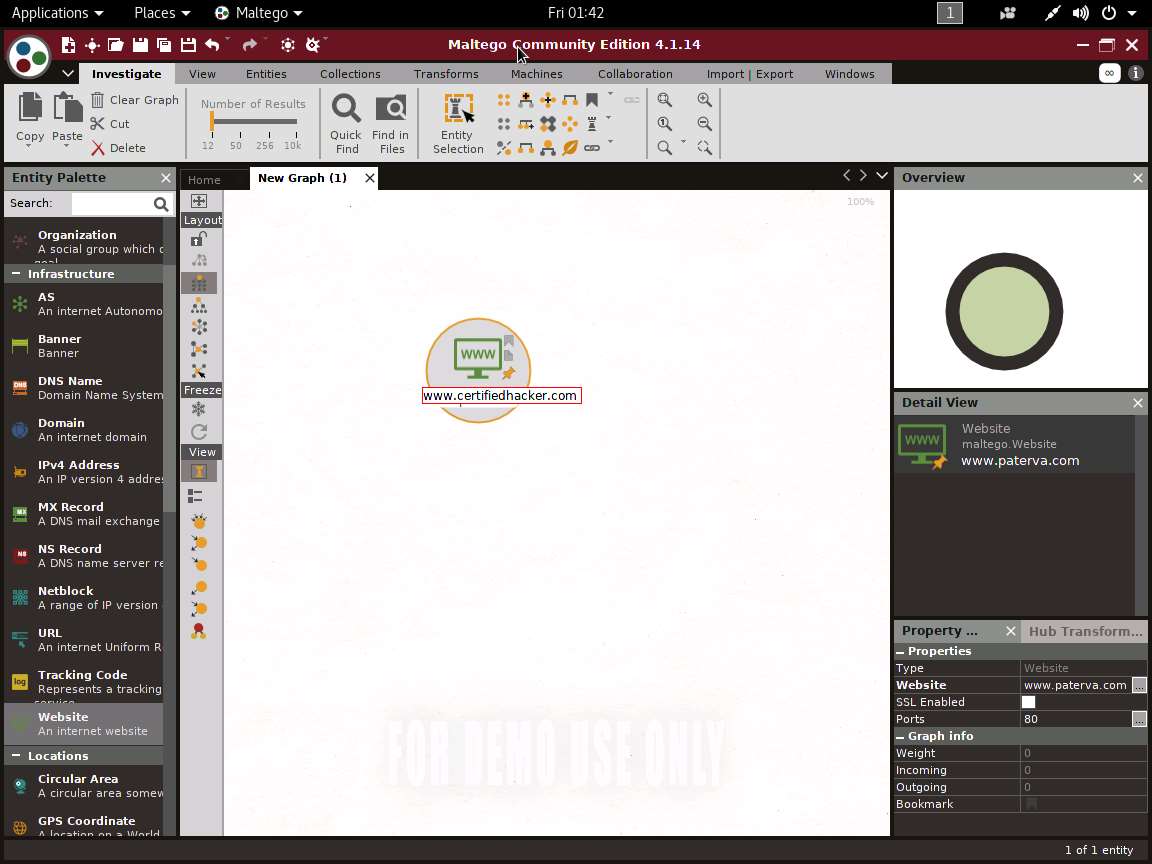 Applications Places Maltego Fri 01:42 1
Maltego Community Edition 4.1.14
Investigate View Entities Collections Transforms Machines Collaboration Import | Export Windows
Copy Paste Clear Graph
Cut
Delete
Number of Results
12 50 256 10k
Quick Find
Find in Files
Entity Selection
Entity Palette
Search:
Organization
A social group which o
goal
Infrastructure
AS
An internet Autonomo
Banner
Banner
DNS Name
DNS
Domain Name System
Domain
An internet domain
IPv4 Address
An IP version 4 addres
MX Record
MX
A DNS mail exchange
NS Record
NS
A DNS name server re
Netblock
A range of IP version
URL
An internet Uniform R
Tracking Code
log
Represents a tracking
service
Website
An internet website
Locations
Circular Area
A circular area somew
GPS Coordinate
A location on a World
Home New Graph (1)
Layout
Freeze
View
100%
WWW
www.certifiedhacker.com
FOR DEMO USE ONLY
Overview
Detail View
WWW
Website
maltego.Website
www.paterva.com
Property ... Hub Transform...
Properties
Type Website
Website www.paterva.com ...
SSL Enabled
Ports 80 ...
Graph info
Weight 0
Incoming 0
Outgoing 0
Bookmark
1 of 1 entity